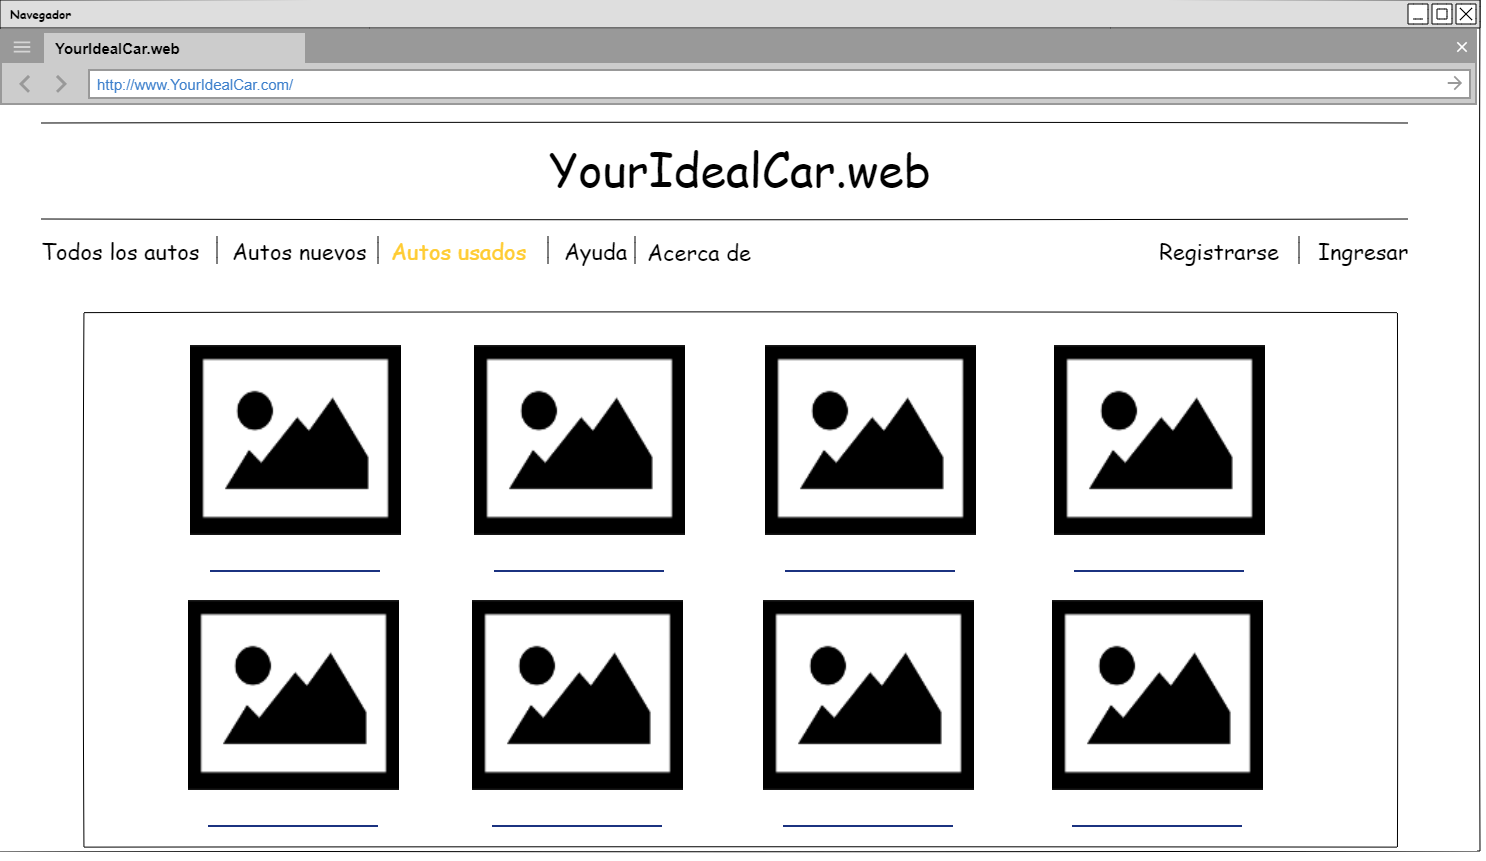 Navegador
YourIdealCar.web
http://www.YourIdealCar.com/
YourIdealCar.web
Todos los autos Autos nuevos Autos usados Ayuda Acerca de Registrarse Ingresar